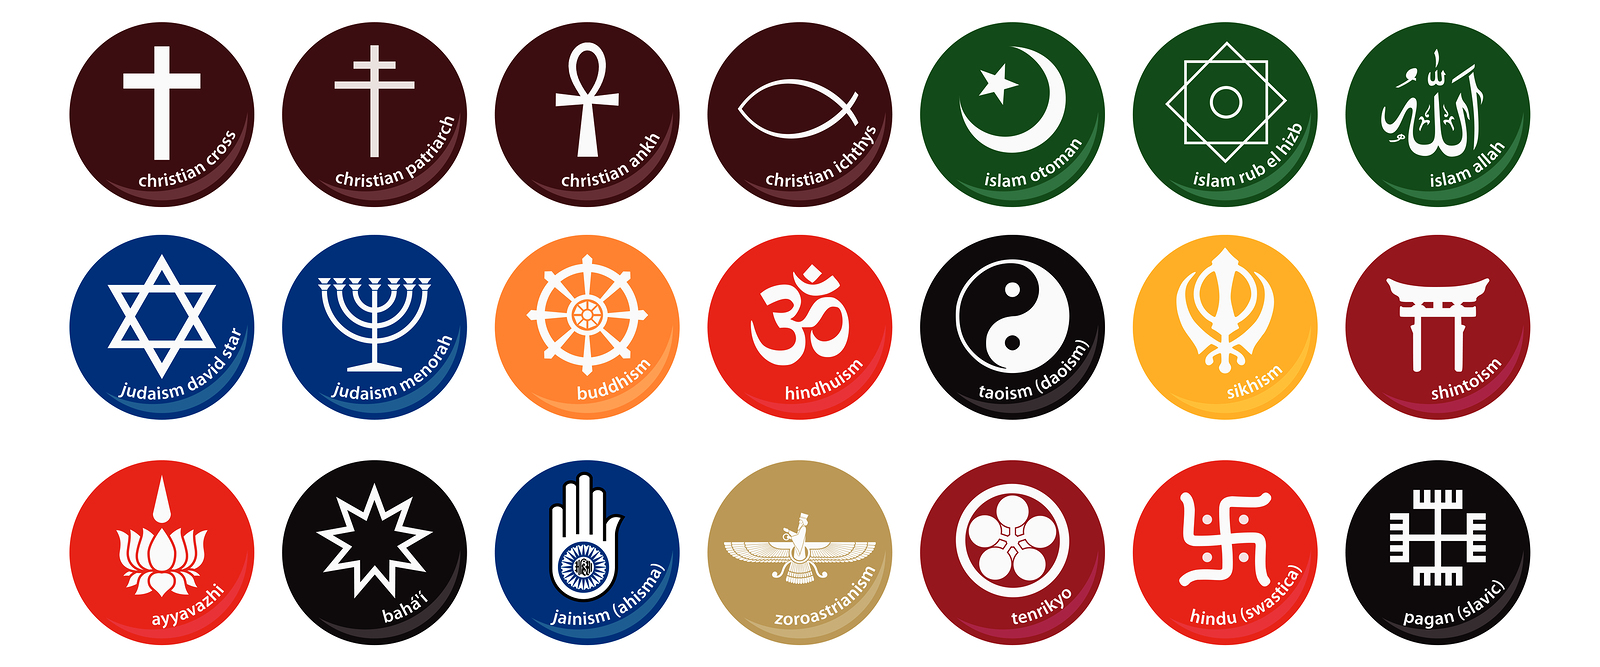 christian cross
christian patriarch
christian ankh
christian ichthys
islam otoman
islam rub el hizb
islam allah
الله
judaism david star
judaism menorah
buddhism
hindhuism
ॐ
taoism (daoism)
sikhism
shintoism
ayyavazhi
bahá'í
jainism (ahisma)
zoroastrianism
tenrikyo
hindu (swastica)
pagan (slavic)